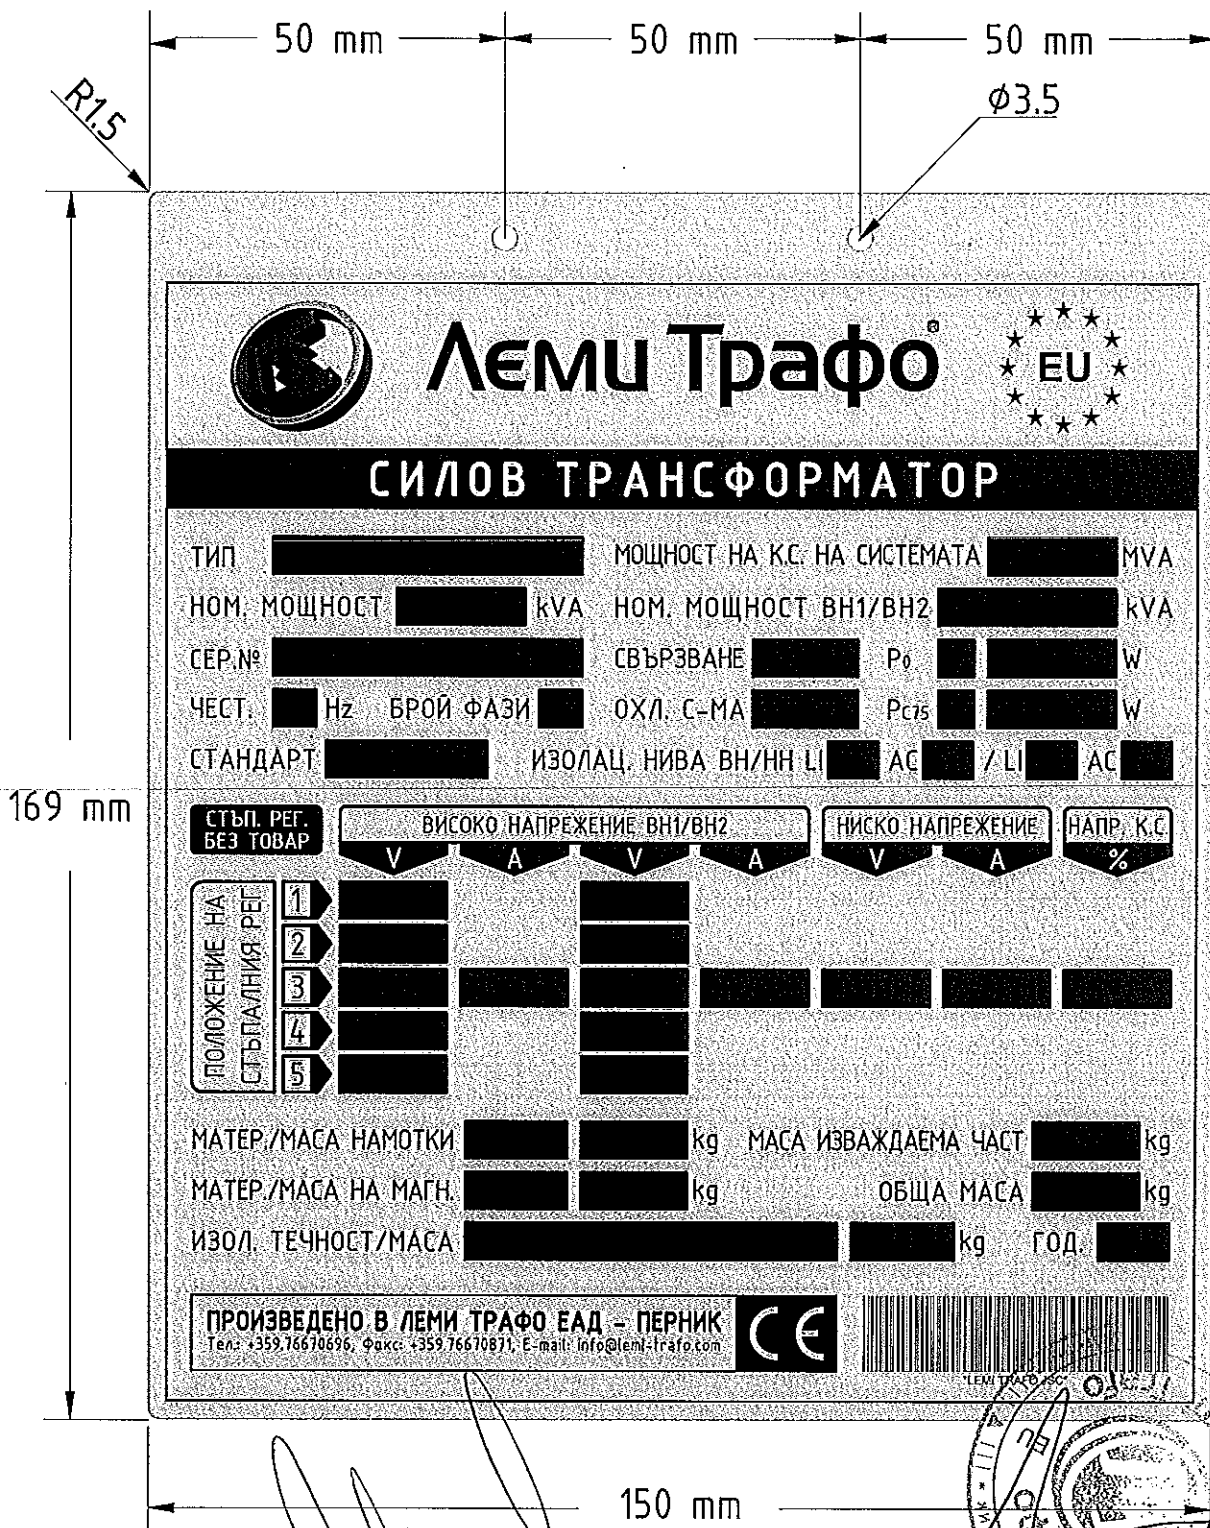 50 mm 50 mm 50 mm
R1.5
Ø3.5
Леми Трафо®
EU
СИЛОВ ТРАНСФОРМАТОР
ТИП МОЩНОСТ НА К.С. НА СИСТЕМАТА MVA
НОМ. МОЩНОСТ kVA НОМ. МОЩНОСТ ВН1/ВН2 kVA
СЕР.№ СВЪРЗВАНЕ P0 W
ЧЕСТ. Hz БРОЙ ФАЗИ ОХЛ. С-МА PC75 W
СТАНДАРТ ИЗОЛАЦ. НИВА ВН/НН LI AC / LI AC
169 mm
СТЪП. РЕГ.
БЕЗ ТОВАР
ВИСОКО НАПРЕЖЕНИЕ ВН1/ВН2 НИСКО НАПРЕЖЕНИЕ НАПР. К.С.
V A V A V A %
ПОЛОЖЕНИЕ НА
СТЪПАЛНИЯ РЕГ.
1
2
3
4
5
МАТЕР./МАСА НАМОТКИ kg МАСА ИЗВАЖДАЕМА ЧАСТ kg
МАТЕР./МАСА НА МАГН. kg ОБЩА МАСА kg
ИЗОЛ. ТЕЧНОСТ/МАСА kg ГОД.
ПРОИЗВЕДЕНО В ЛЕМИ ТРАФО ЕАД – ПЕРНИК
Тел.: +359 76670696, Факс: +359 76670871, E-mail: info@lemi-trafo.com
CE
"LEMI TRAFO JSC"
EU
150 mm